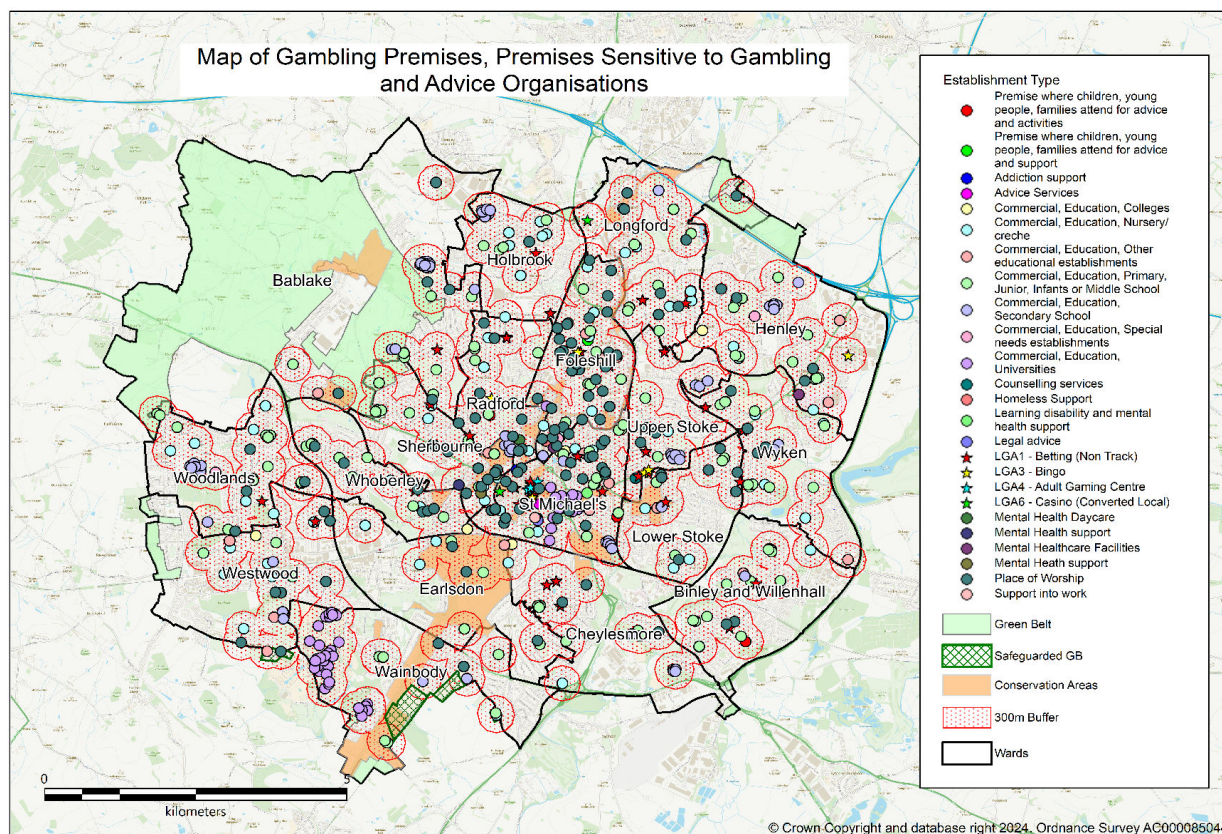 Map of Gambling Premises, Premises Sensitive to Gambling
and Advice Organisations
Establishment Type
Premise where children, young
people, families attend for advice
and activities
Premise where children, young
people, families attend for advice
and support
Addiction support
Advice Services
Commercial, Education, Colleges
Commercial, Education, Nursery/
creche
Commercial, Education, Other
educational establishments
Commercial, Education, Primary,
Junior, Infants or Middle School
Commercial, Education,
Secondary School
Commercial, Education, Special
needs establishments
Commercial, Education,
Universities
Counselling services
Homeless Support
Learning disability and mental
health support
Legal advice
LGA1 - Betting (Non Track)
LGA3 - Bingo
LGA4 - Adult Gaming Centre
LGA6 - Casino (Converted Local)
Mental Health Daycare
Mental Health support
Mental Healthcare Facilities
Mental Heath support
Place of Worship
Support into work
Green Belt
Safeguarded GB
Conservation Areas
300m Buffer
Wards
Longford
Holbrook
Bablake
Henley
Foleshill
Radford
Upper Stoke
Sherbourne
Wyken
Woodlands
Whoberley
St Michael's
Lower Stoke
Westwood
Earlsdon
Binley and Willenhall
Cheylesmore
Wainbody
0
5
kilometers
© Crown Copyright and database right 2024. Ordnance Survey AC00008504